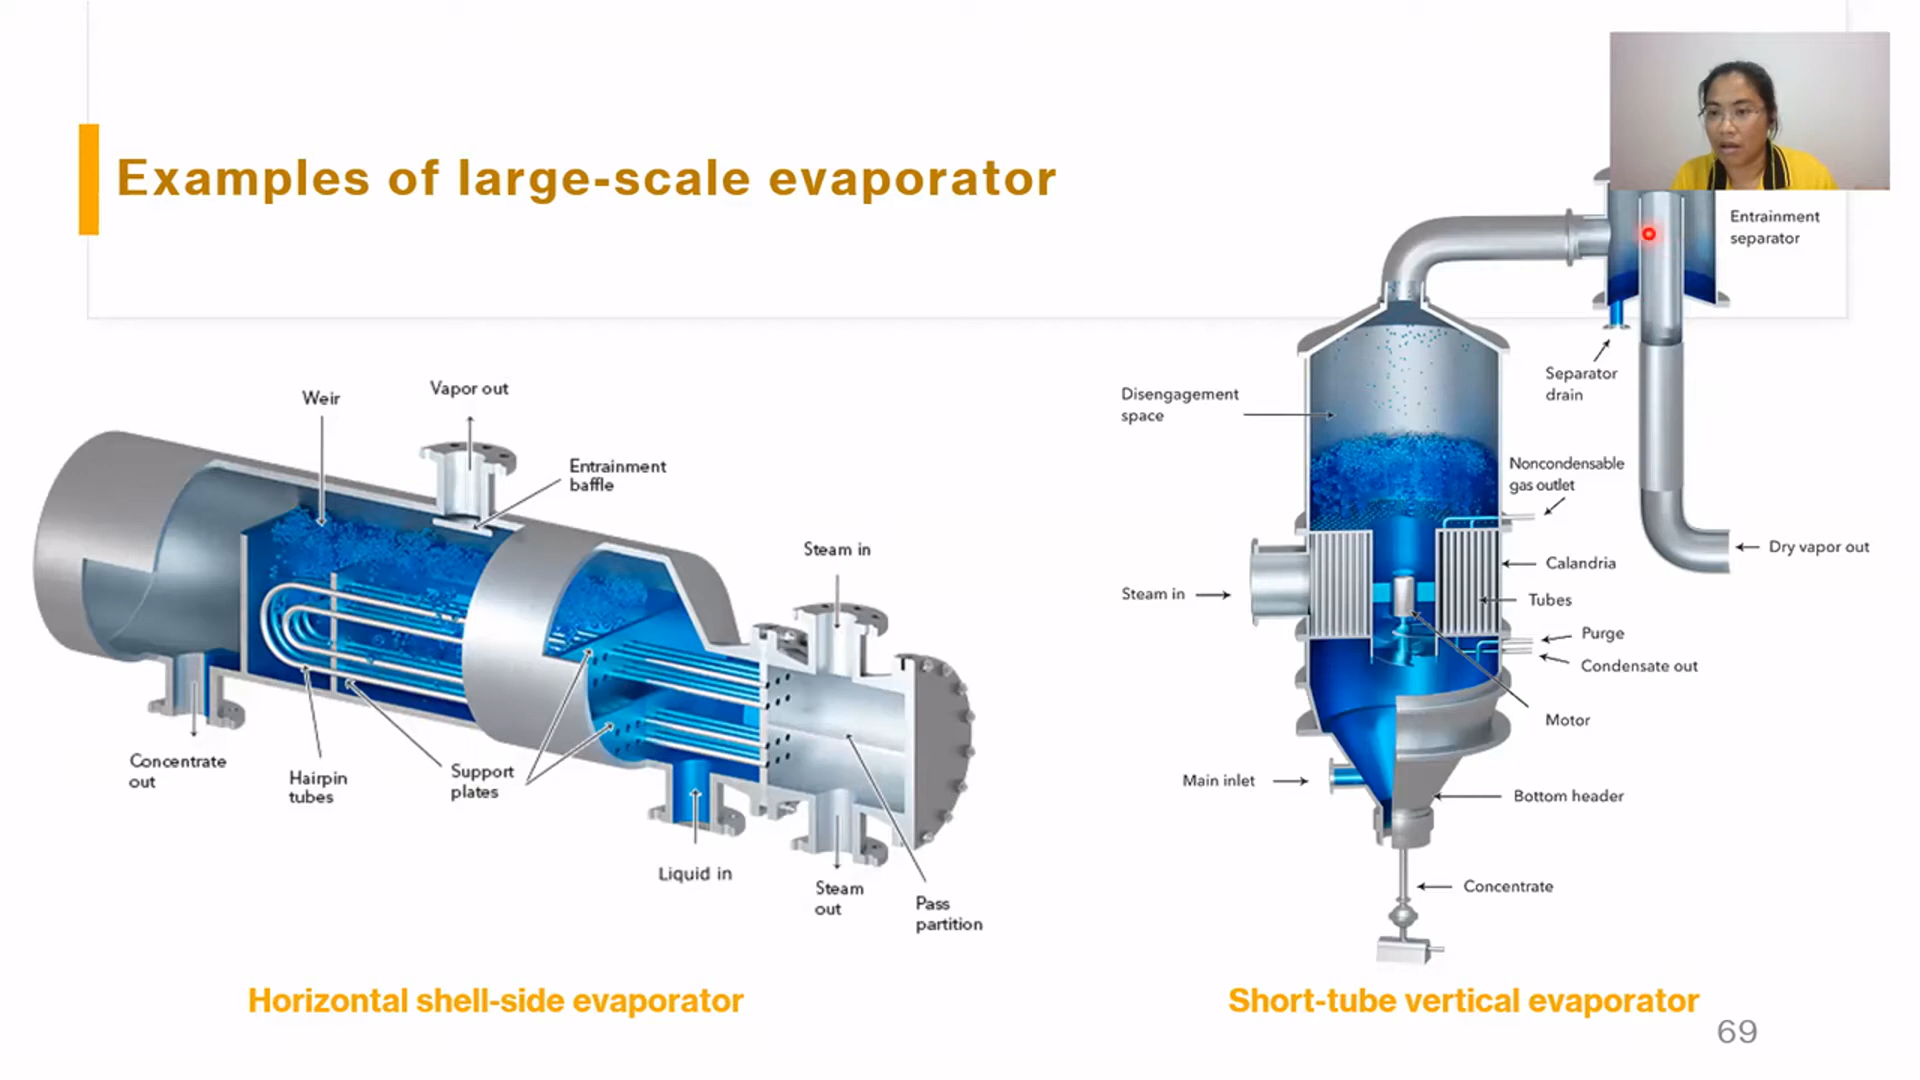 Examples of large-scale evaporator
Weir
Vapor out
Entrainment
baffle
Steam in
Concentrate
out
Hairpin
tubes
Support
plates
Liquid in
Steam
out
Pass
partition
Horizontal shell-side evaporator
Entrainment
separator
Separator
drain
Disengagement
space
Noncondensable
gas outlet
Dry vapor out
Calandria
Steam in
Tubes
Purge
Condensate out
Motor
Main inlet
Bottom header
Concentrate
Short-tube vertical evaporator
69